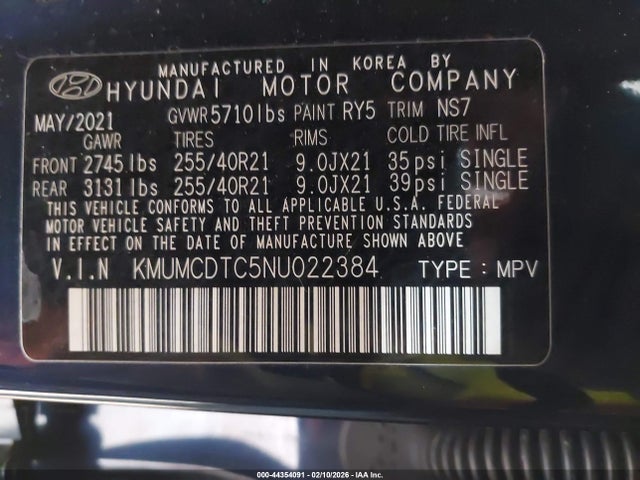 MANUFACTURED IN KOREA BY
HYUNDAI MOTOR COMPANY
MAY/2021 GVWR 5710lbs PAINT RY5 TRIM NS7
GAWR TIRES RIMS COLD TIRE INFL
FRONT 2745lbs 255/40R21 9.0JX21 35psi SINGLE
REAR 3131lbs 255/40R21 9.0JX21 39psi SINGLE
THIS VEHICLE CONFORMS TO ALL APPLICABLE U.S.A. FEDERAL
MOTOR VEHICLE SAFETY AND THEFT PREVENTION STANDARDS
IN EFFECT ON THE DATE OF MANUFACTURE SHOWN ABOVE
V.I.N KMUMCDTC5NU022384 TYPE : MPV
000-44354091 - 02/10/2026 - IAA Inc.